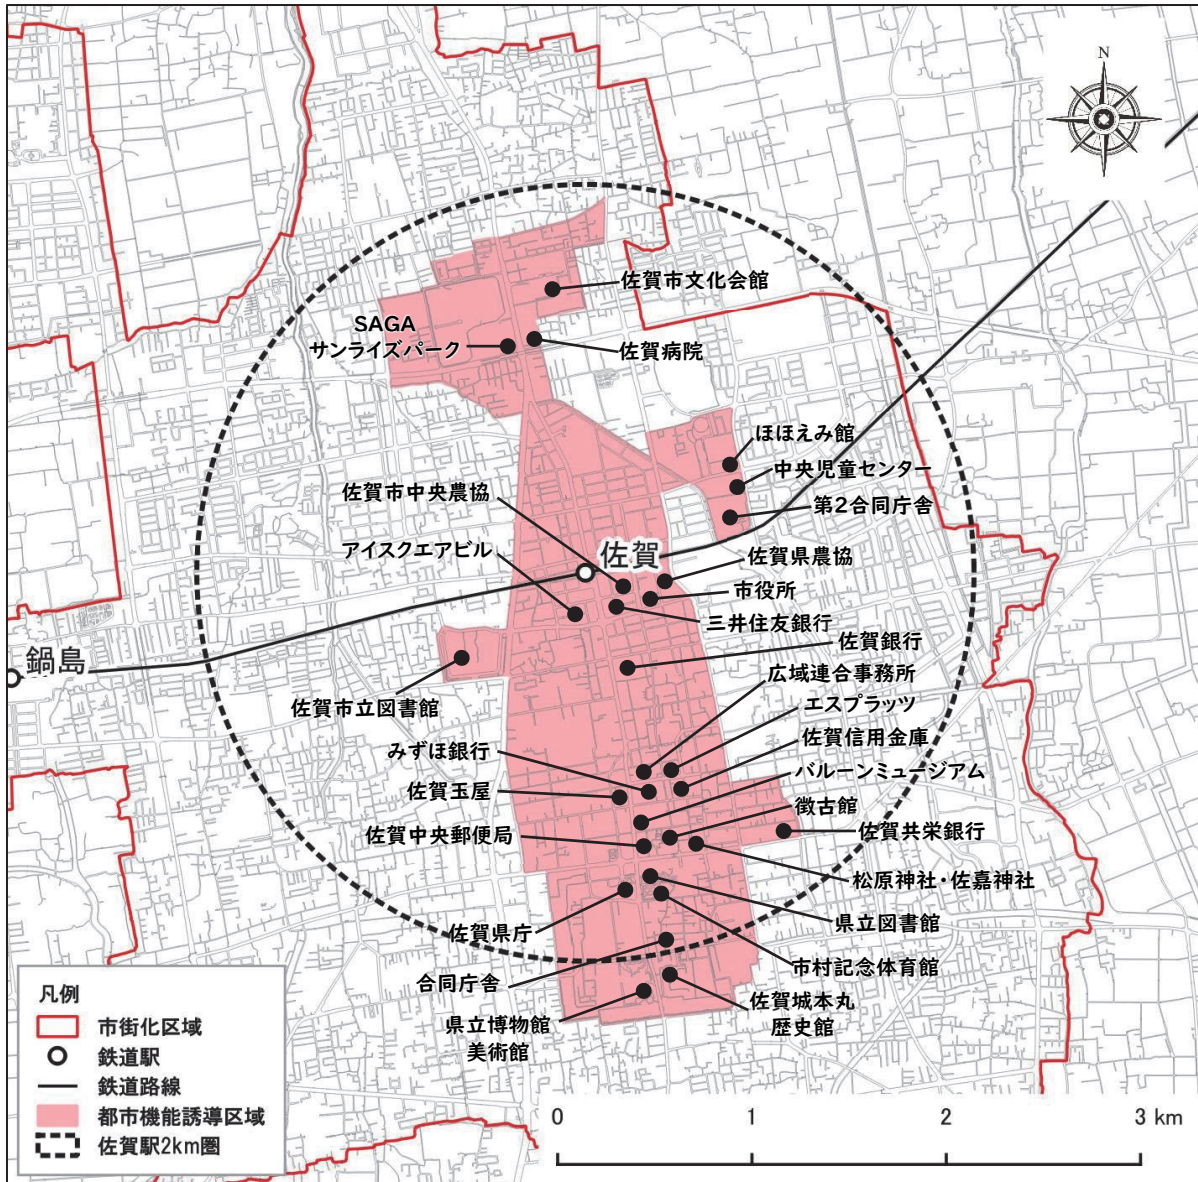 N
佐賀市文化会館
SAGA
サンライズパーク
佐賀病院
ほほえみ館
中央児童センター
佐賀市中央農協
第2合同庁舎
アイスクエアビル
佐賀
佐賀県農協
市役所
三井住友銀行
佐賀銀行
鍋島
広域連合事務所
佐賀市立図書館
エスプラッツ
佐賀信用金庫
みずほ銀行
バルーンミュージアム
佐賀玉屋
徴古館
佐賀中央郵便局
佐賀共栄銀行
松原神社・佐嘉神社
県立図書館
佐賀県庁
市村記念体育館
合同庁舎
佐賀城本丸
歴史館
県立博物館
美術館
凡例
市街化区域
鉄道駅
鉄道路線
都市機能誘導区域
佐賀駅2km圏
0 1 2 3 km